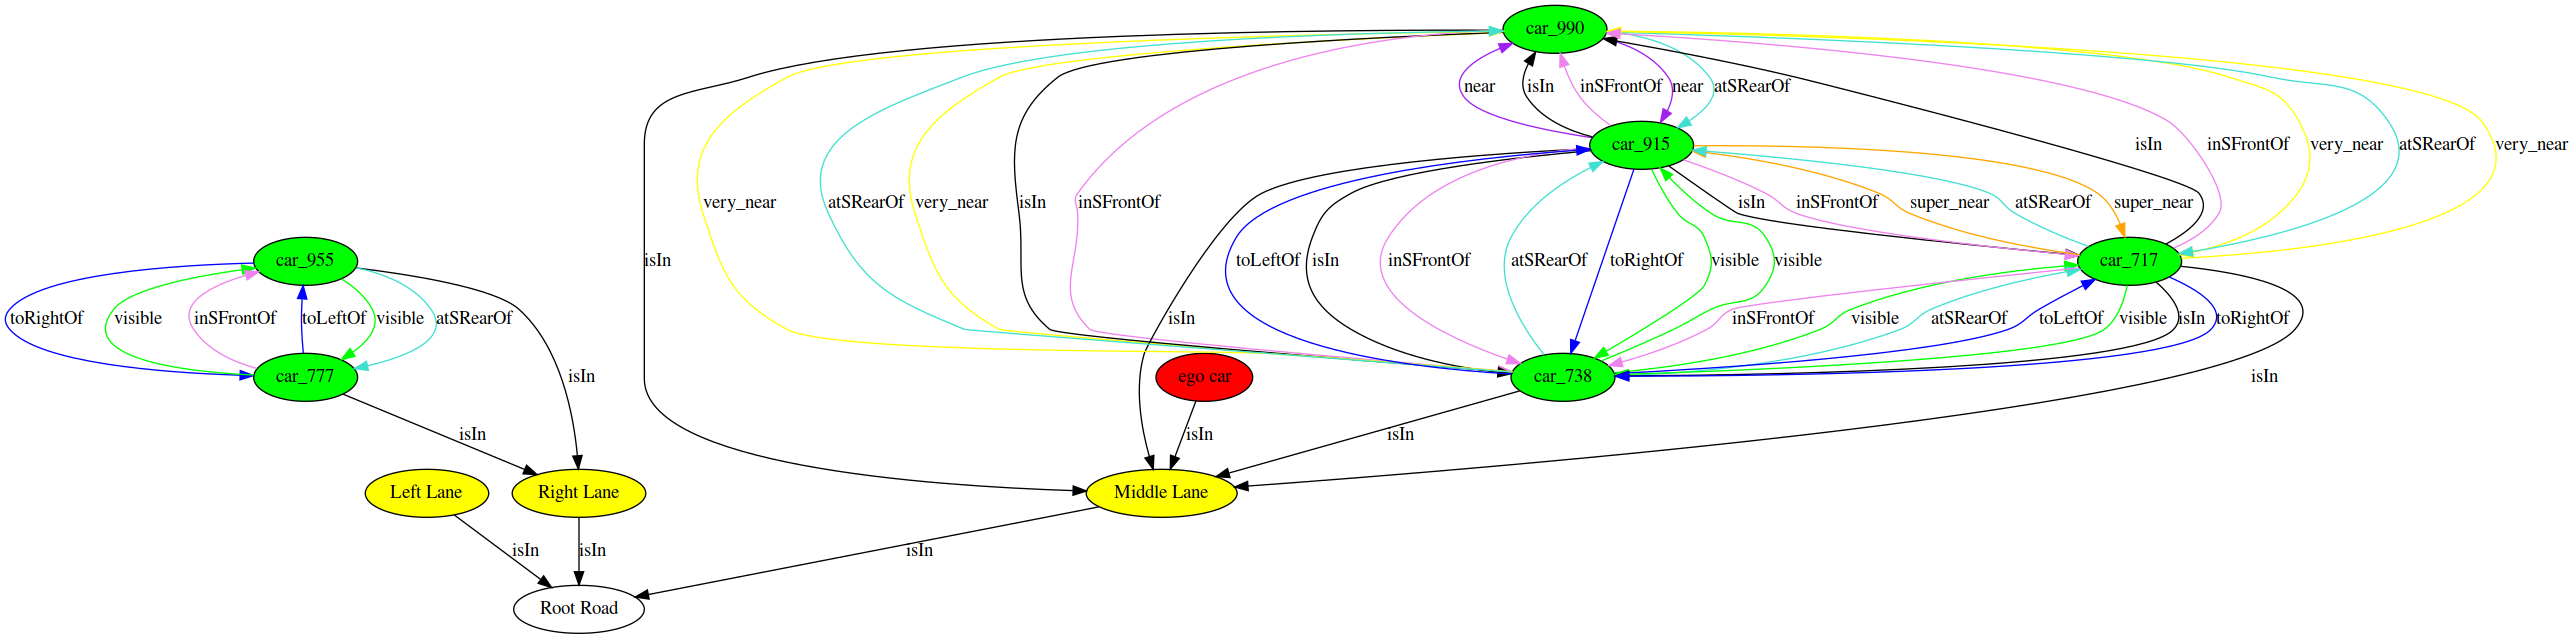 car_990
near
isIn
inSFrontOf
near
atSRearOf
car_915
isIn
inSFrontOf
very_near
atSRearOf
very_near
very_near
atSRearOf
very_near
isIn
inSFrontOf
isIn
inSFrontOf
super_near
atSRearOf
super_near
car_955
isIn
toLeftOf
isIn
inSFrontOf
atSRearOf
toRightOf
visible
visible
car_717
toRightOf
visible
inSFrontOf
toLeftOf
visible
atSRearOf
isIn
inSFrontOf
visible
atSRearOf
toLeftOf
visible
isIn
toRightOf
car_777
isIn
ego car
car_738
isIn
isIn
isIn
isIn
Left Lane
Right Lane
Middle Lane
isIn
isIn
isIn
Root Road